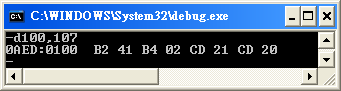 C:\WINDOWS\System32\debug.exe
-d100,107
0AED:0100  B2 41 B4 02 CD 21 CD 20
-